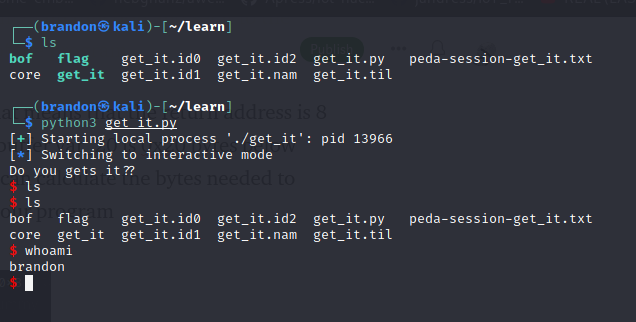 ┌──(brandon㉿kali)-[~/learn]
└─$ ls
bof flag get_it.id0 get_it.id2 get_it.py peda-session-get_it.txt
core get_it get_it.id1 get_it.nam get_it.til
┌──(brandon㉿kali)-[~/learn]
└─$ python3 get_it.py
[+] Starting local process './get_it': pid 13966
[*] Switching to interactive mode
Do you gets it??
$ ls
$ ls
bof flag get_it.id0 get_it.id2 get_it.py peda-session-get_it.txt
core get_it get_it.id1 get_it.nam get_it.til
$ whoami
brandon
$